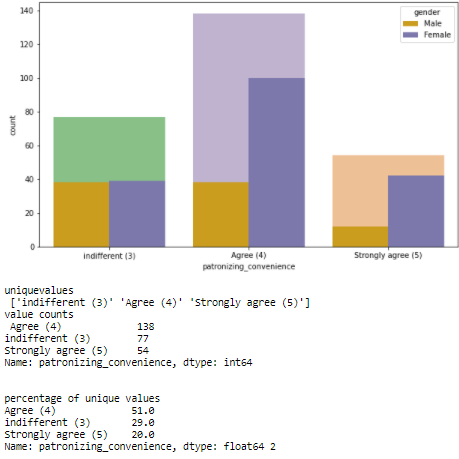 gender
Male
Female
140
120
100
80
60
40
20
0
count
indifferent (3) Agree (4) Strongly agree (5)
patronizing_convenience
uniquevalues
['indifferent (3)' 'Agree (4)' 'Strongly agree (5)']
value counts
Agree (4) 138
indifferent (3) 77
Strongly agree (5) 54
Name: patronizing_convenience, dtype: int64
percentage of unique values
Agree (4) 51.0
indifferent (3) 29.0
Strongly agree (5) 20.0
Name: patronizing_convenience, dtype: float64 2